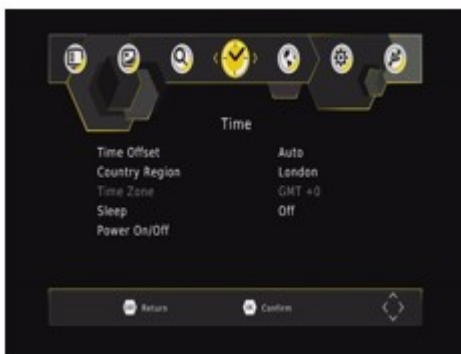 Time
Time Offset Auto
Country Region London
Time Zone GMT +0
Sleep Off
Power On/Off
Return Confirm